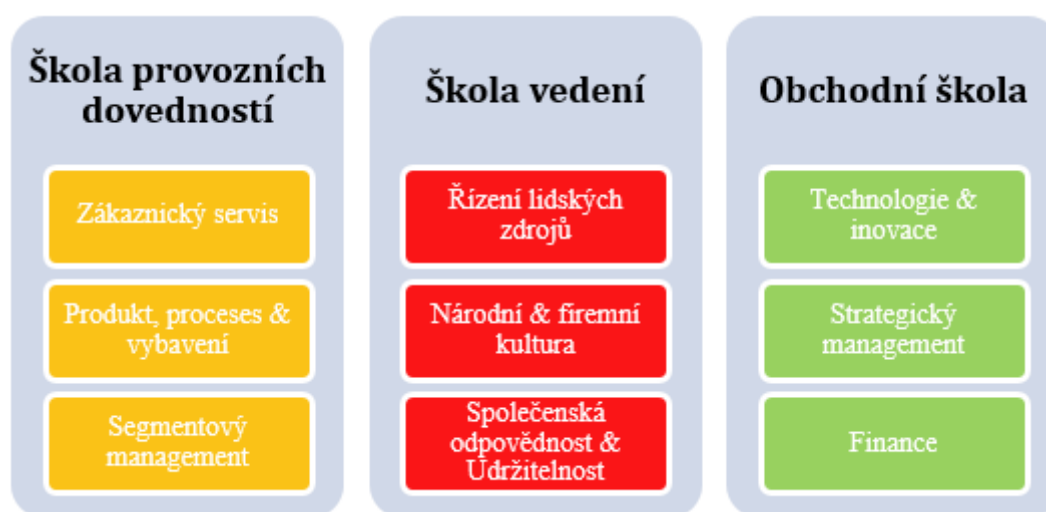 Škola provozních
dovedností
Zákaznický servis
Produkt, proceses &
vybavení
Segmentový
management
Škola vedení
Řízení lidských
zdrojů
Národní & firemní
kultura
Společenská
odpovědnost &
Udržitelnost
Obchodní škola
Technologie &
inovace
Strategický
management
Finance